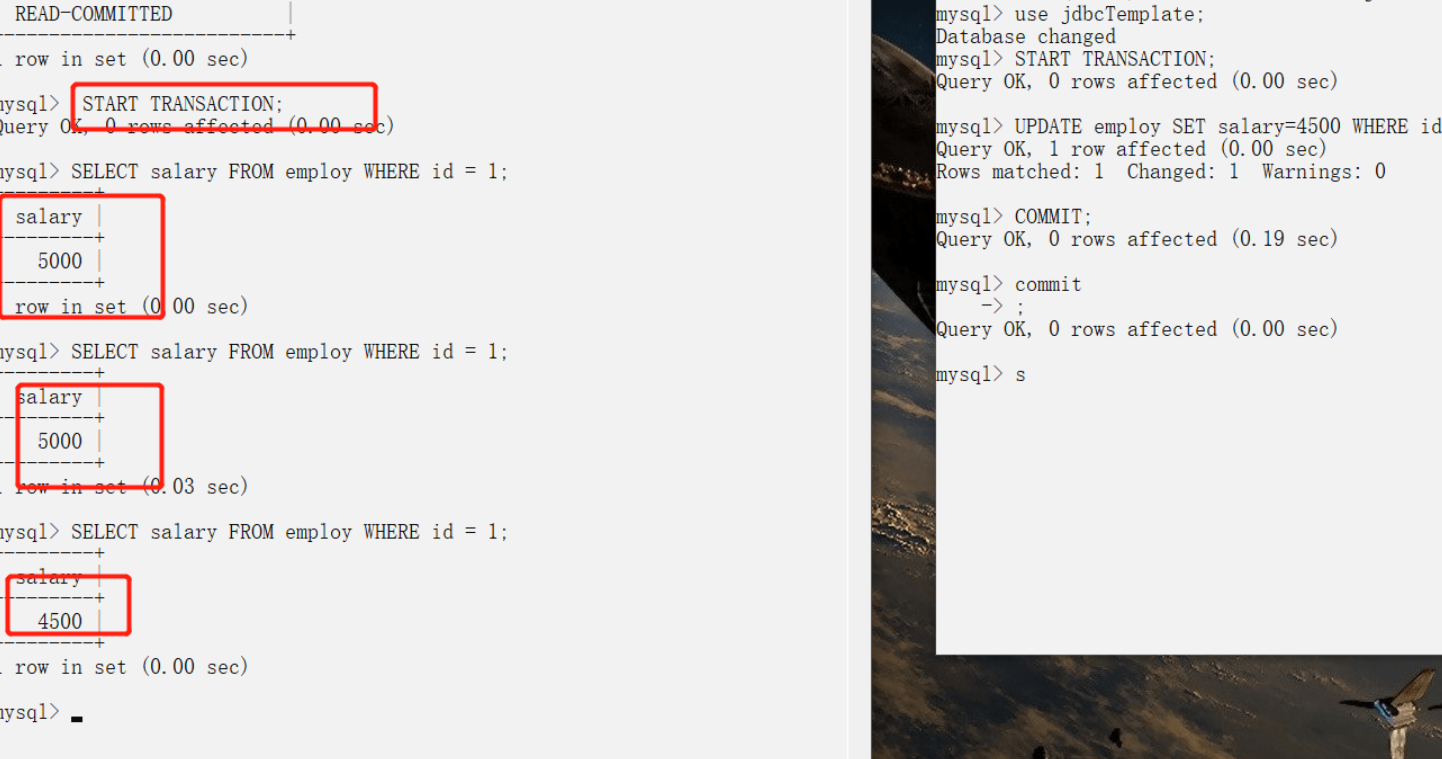 READ-COMMITTED
row in set (0.00 sec)
mysql> START TRANSACTION;
Query OK, 0 rows affected (0.00 sec)
mysql> SELECT salary FROM employ WHERE id = 1;
salary
5000
row in set (0.00 sec)
mysql> SELECT salary FROM employ WHERE id = 1;
salary
5000
row in set (0.03 sec)
mysql> SELECT salary FROM employ WHERE id = 1;
salary
4500
row in set (0.00 sec)
mysql>
mysql> use jdbcTemplate;
Database changed
mysql> START TRANSACTION;
Query OK, 0 rows affected (0.00 sec)
mysql> UPDATE employ SET salary=4500 WHERE id
Query OK, 1 row affected (0.00 sec)
Rows matched: 1  Changed: 1  Warnings: 0
mysql> COMMIT;
Query OK, 0 rows affected (0.19 sec)
mysql> commit
-> ;
Query OK, 0 rows affected (0.00 sec)
mysql> s